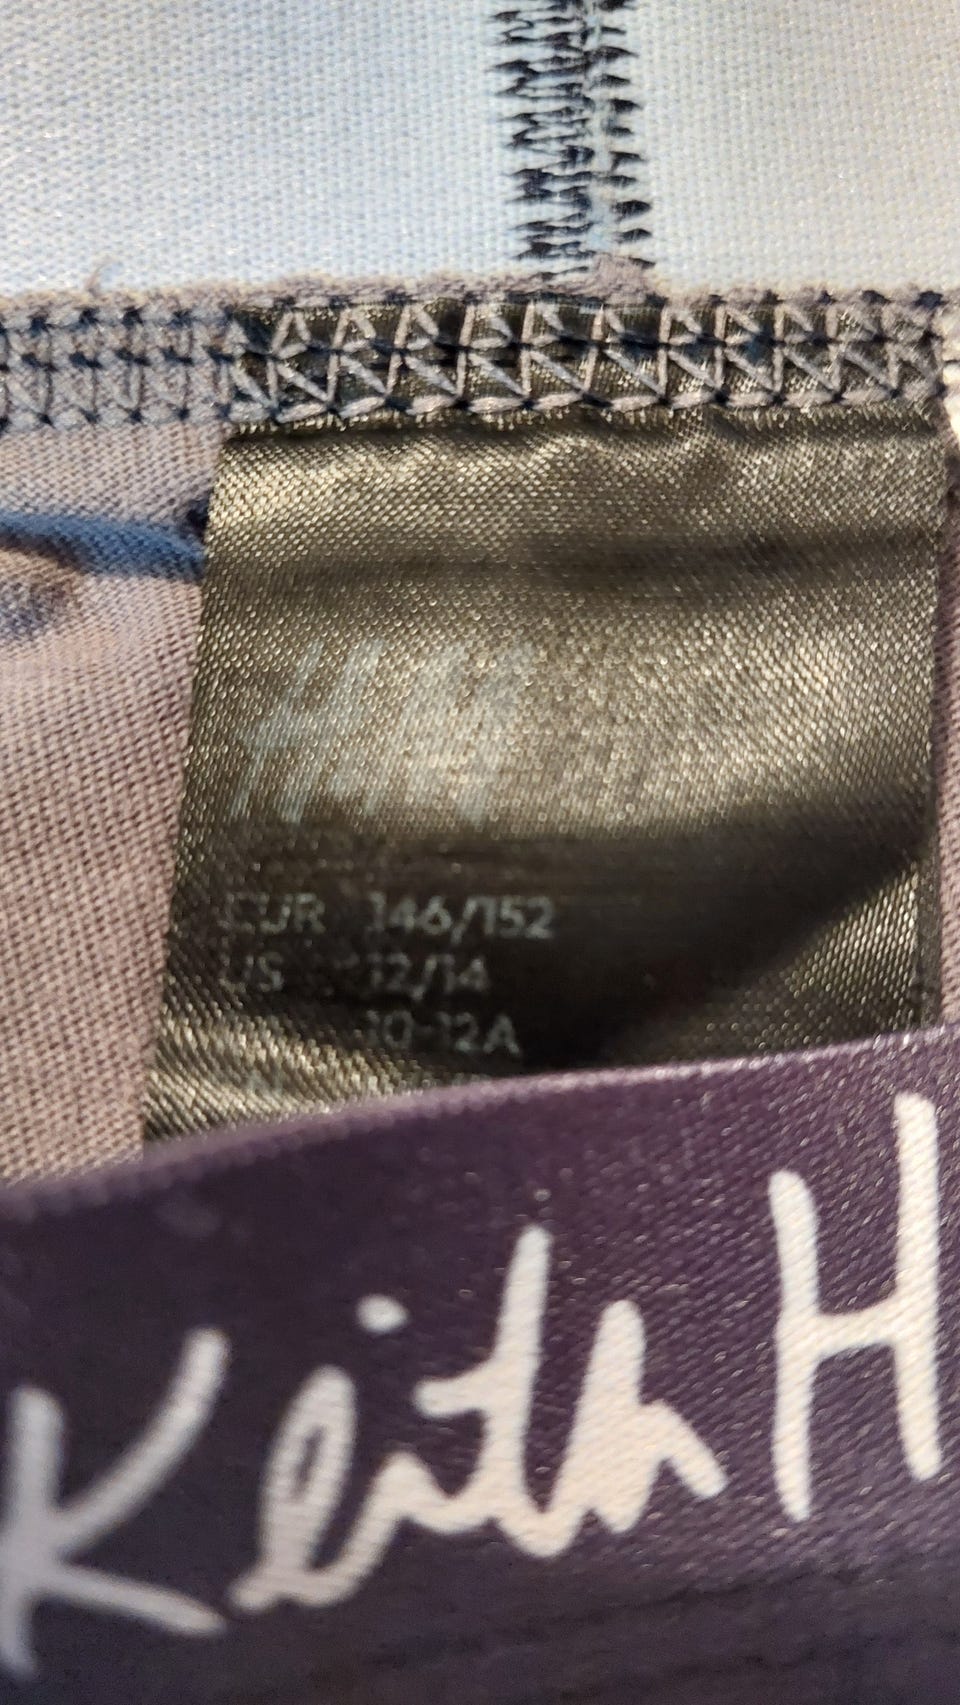 H&M
EUR 146/152
US 12/14
10-12A
Keith H